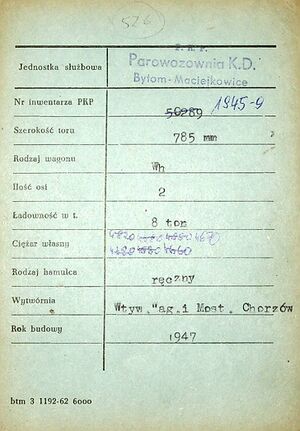 526
P. K. P.
Jednostka służbowa Parowozownia K.D.
Bytom-Maciejkowice
Nr inwentarza PKP 50289 1945-9
Szerokość toru 785 mm
Rodzaj wagonu Wh
Ilość osi 2
Ładowność w t. 8 ton
Ciężar własny
Rodzaj hamulca ręczny
Wytwórnia Wtyw."ag.i Most. Chorzów
Rok budowy 1947
btm 3 1192-62 6000